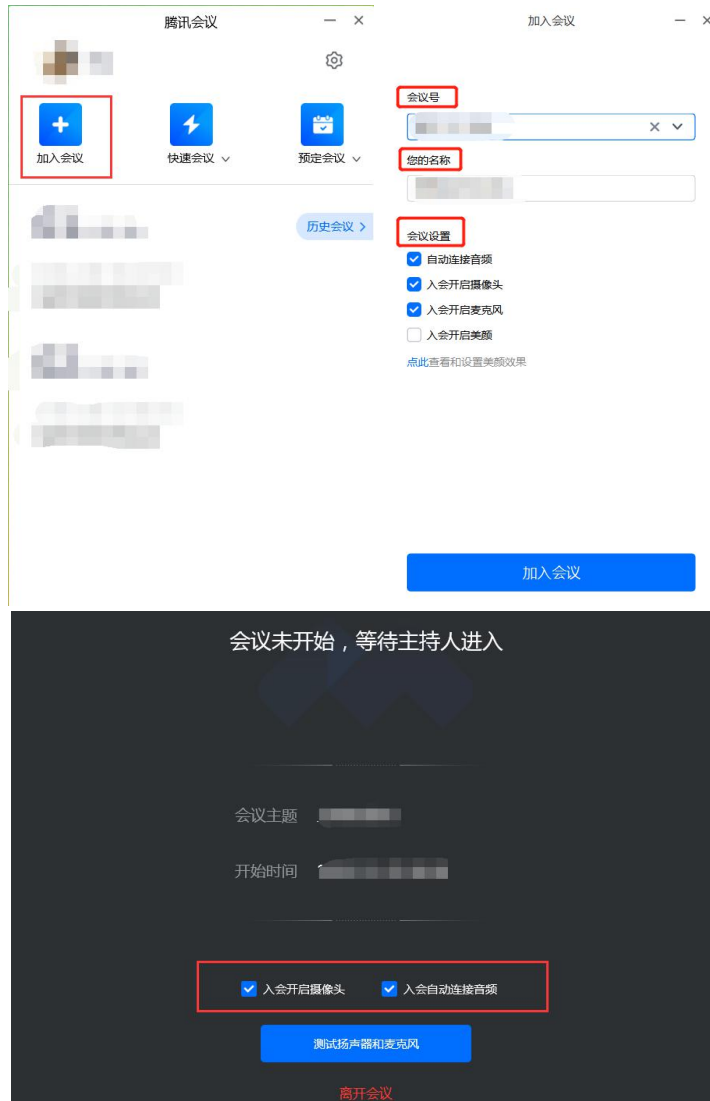 腾讯会议
加入会议
快速会议
预定会议
历史会议
加入会议
会议号
您的名称
会议设置
自动连接音频
入会开启摄像头
入会开启麦克风
入会开启美颜
点此查看和设置美颜效果
加入会议
会议未开始，等待主持人进入
会议主题
开始时间
入会开启摄像头
入会自动连接音频
测试扬声器和麦克风
离开会议